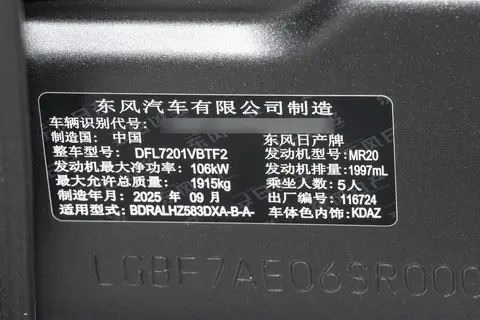 东风汽车有限公司制造
车辆识别代号：
制造国： 中国 东风日产牌
整车型号： DFL7201VBTF2 发动机型号： MR20
发动机最大净功率： 106kW 发动机排量： 1997mL
最大允许总质量： 1915kg 乘坐人数： 5人
制造年月： 2025 年 09 月 出厂编号： 116724
适用型式： BDRALHZ583DXA-B-A- 车体色内饰： KDAZ
LGBF7AE06SR000